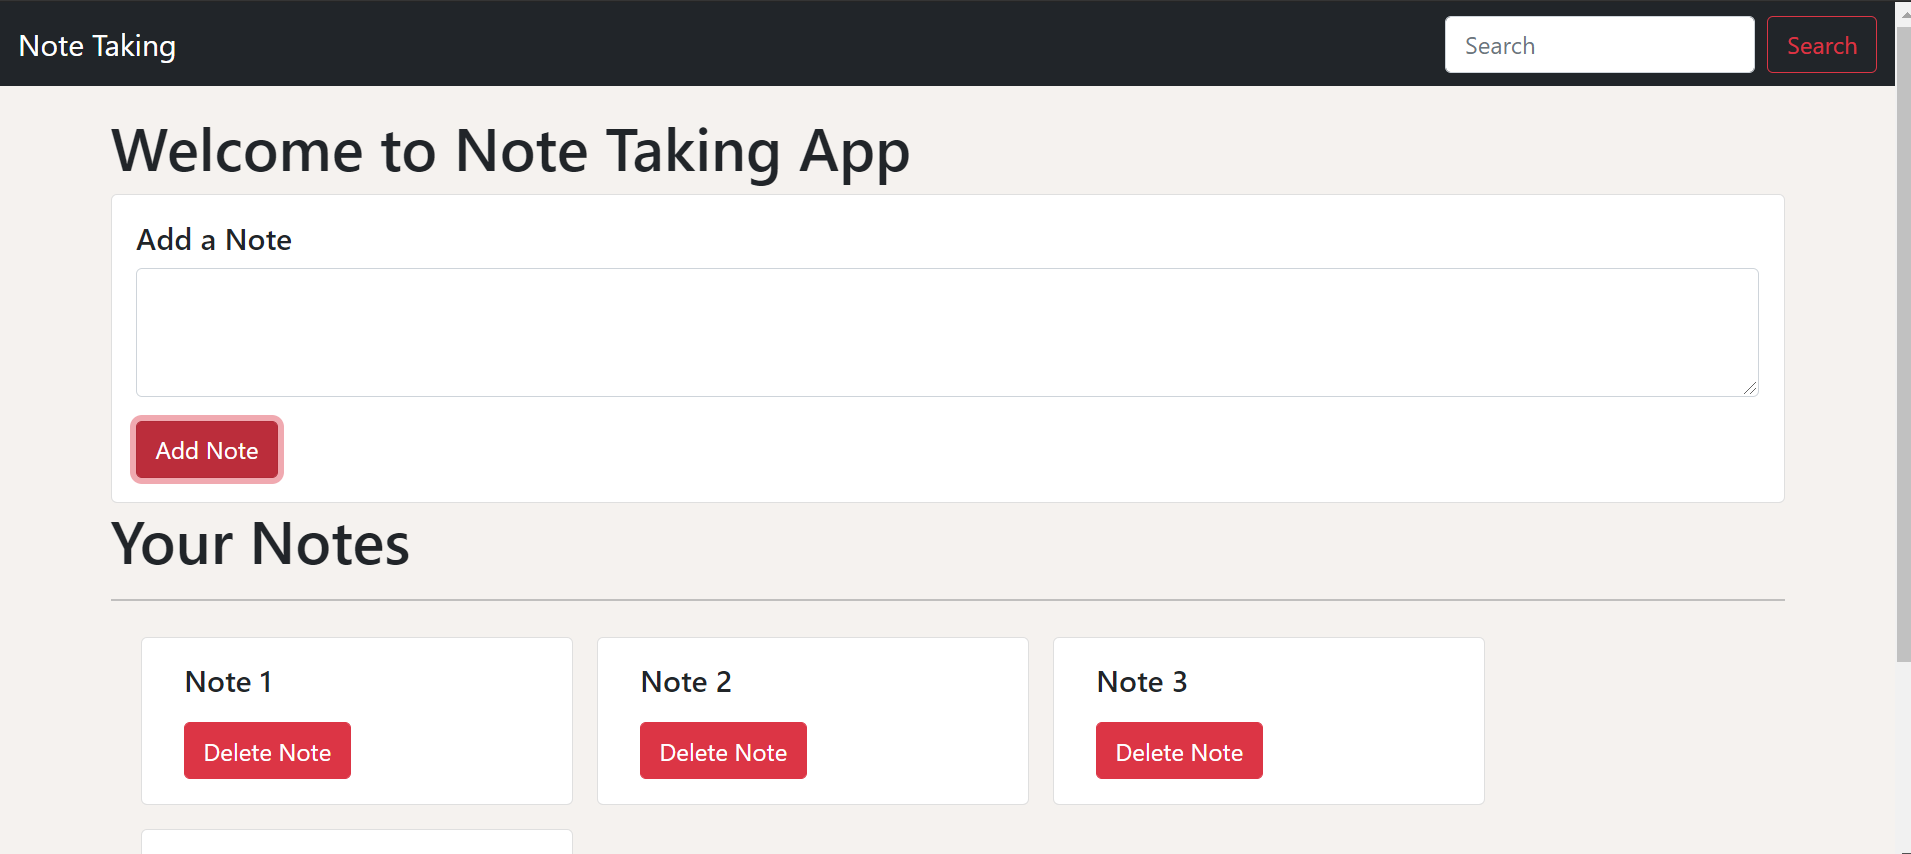 Note Taking
Search
Search
Welcome to Note Taking App
Add a Note
Add Note
Your Notes
Note 1
Note 2
Note 3
Delete Note
Delete Note
Delete Note